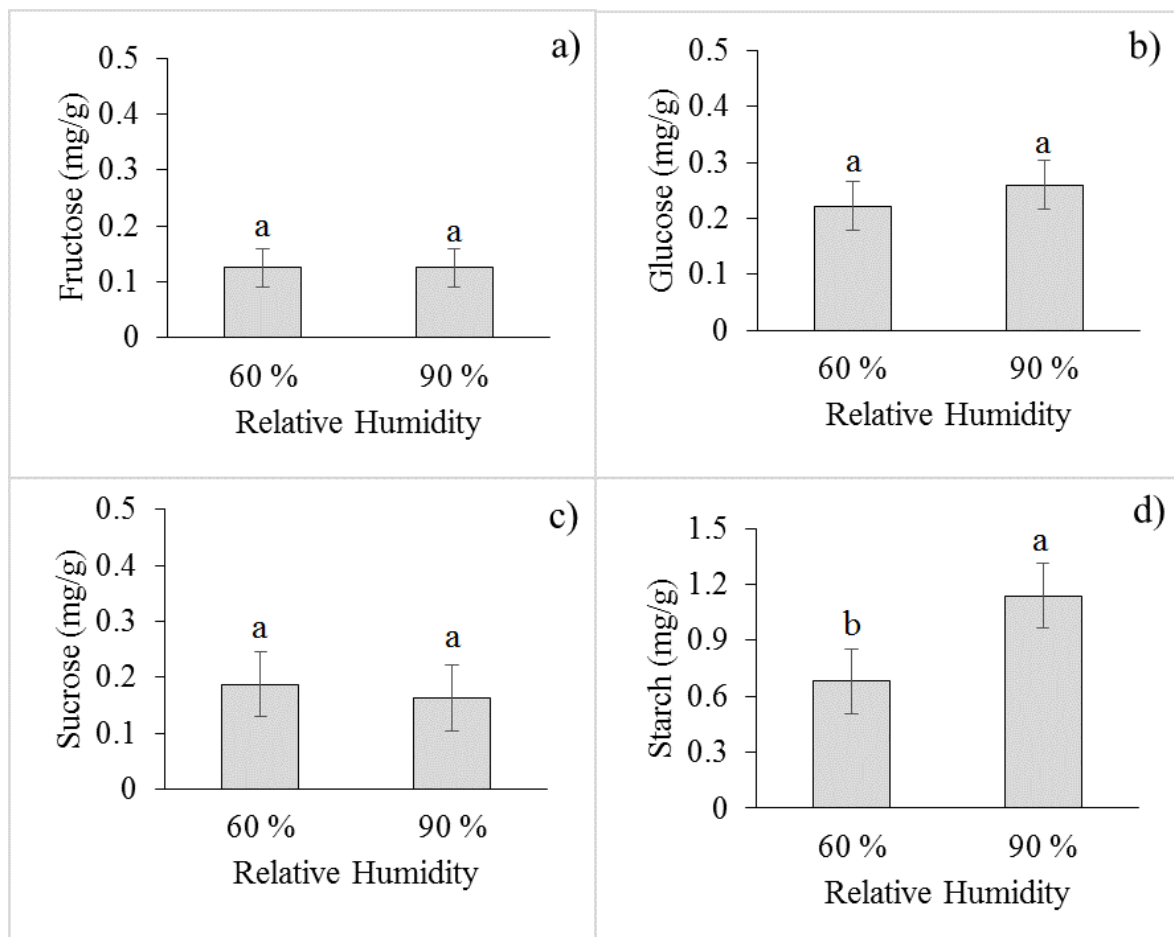 a)
Fructose (mg/g)
0.5
0.4
0.3
0.2
0.1
0
a
a
60 %
90 %
Relative Humidity
b)
Glucose (mg/g)
0.5
0.4
0.3
0.2
0.1
0
a
a
60 %
90 %
Relative Humidity
c)
Sucrose (mg/g)
0.5
0.4
0.3
0.2
0.1
0
a
a
60 %
90 %
Relative Humidity
d)
Starch (mg/g)
1.5
1.2
0.9
0.6
0.3
0
b
a
60 %
90 %
Relative Humidity